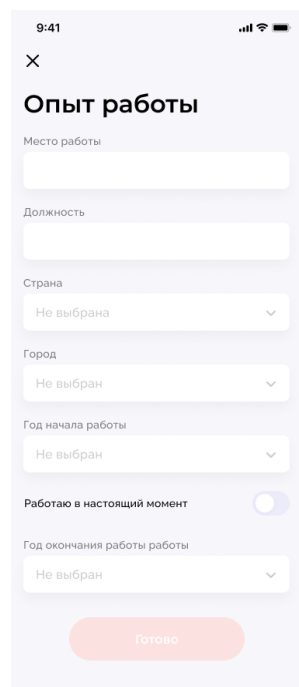 9:41
Опыт работы
Место работы
Должность
Страна
Не выбрана
Город
Не выбран
Год начала работы
Не выбран
Работаю в настоящий момент
Год окончания работы работы
Не выбран
Готово